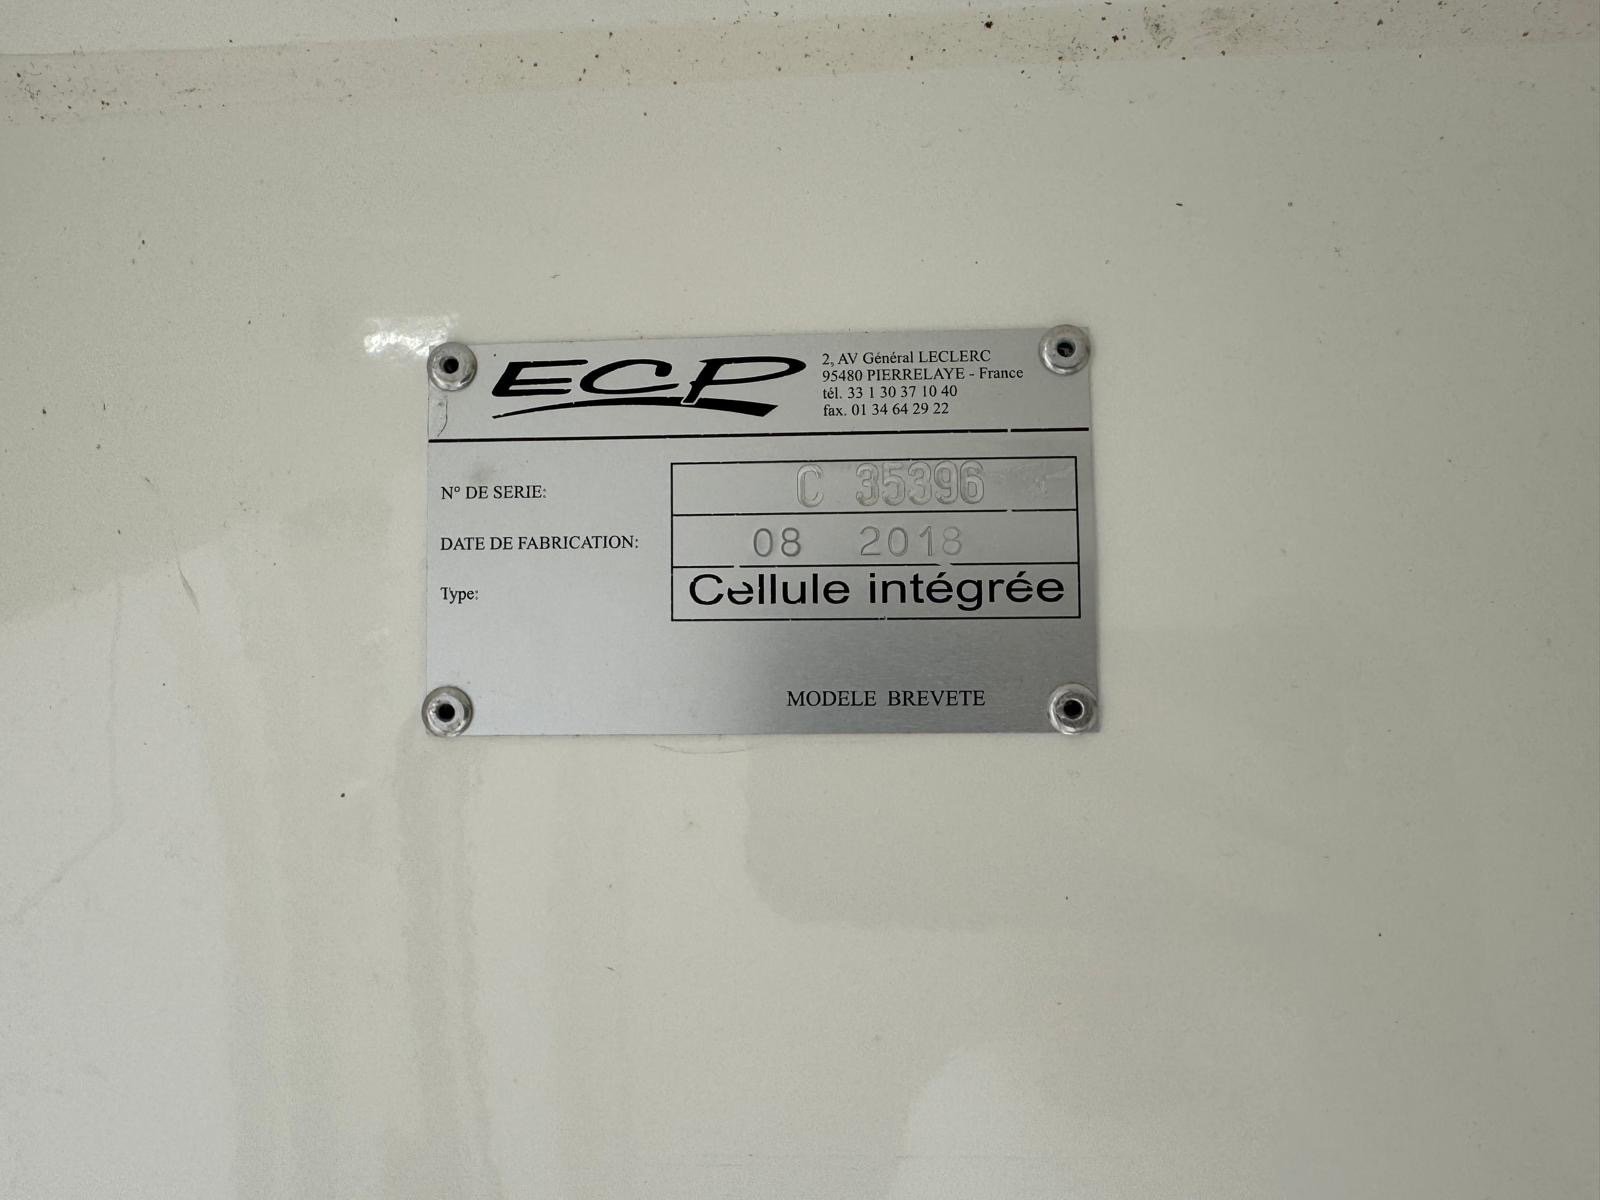 ECP
2, AV Général LECLERC
95480 PIERRELAYE - France
tél. 33 1 30 37 10 40
fax. 01 34 64 29 22
N° DE SERIE: C 35396
DATE DE FABRICATION: 08 2018
Type: Cellule intégrée
MODELE BREVETE